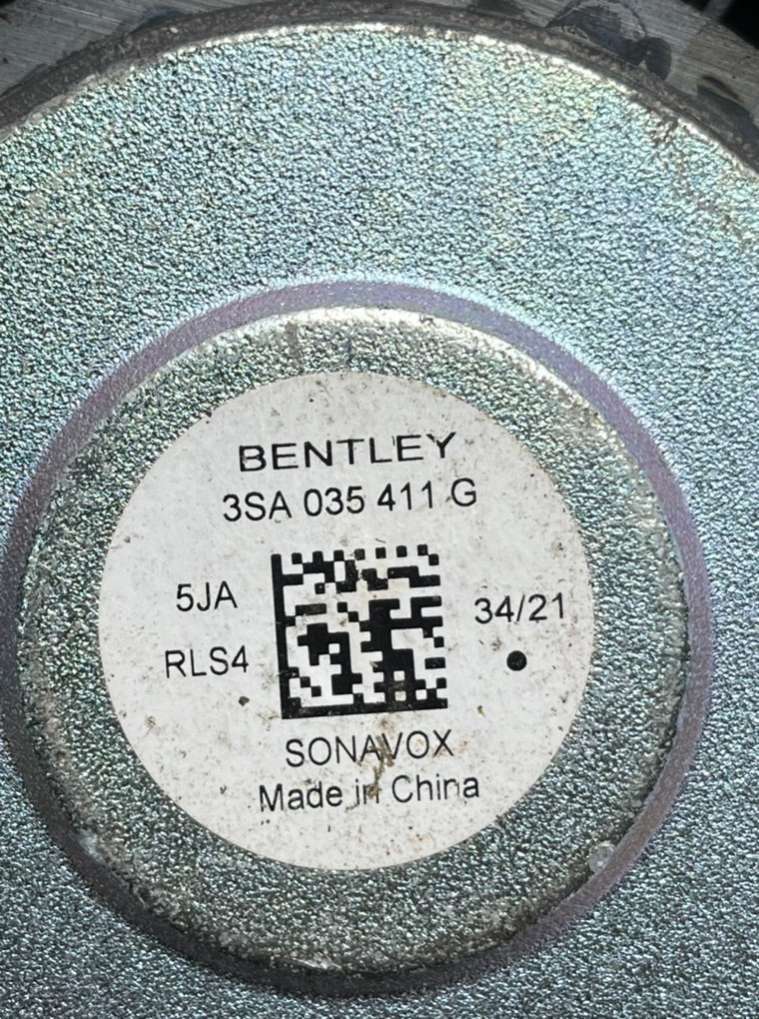 BENTLEY
3SA 035 411 G
5JA
34/21
RLS4
SONAVOX
Made in China